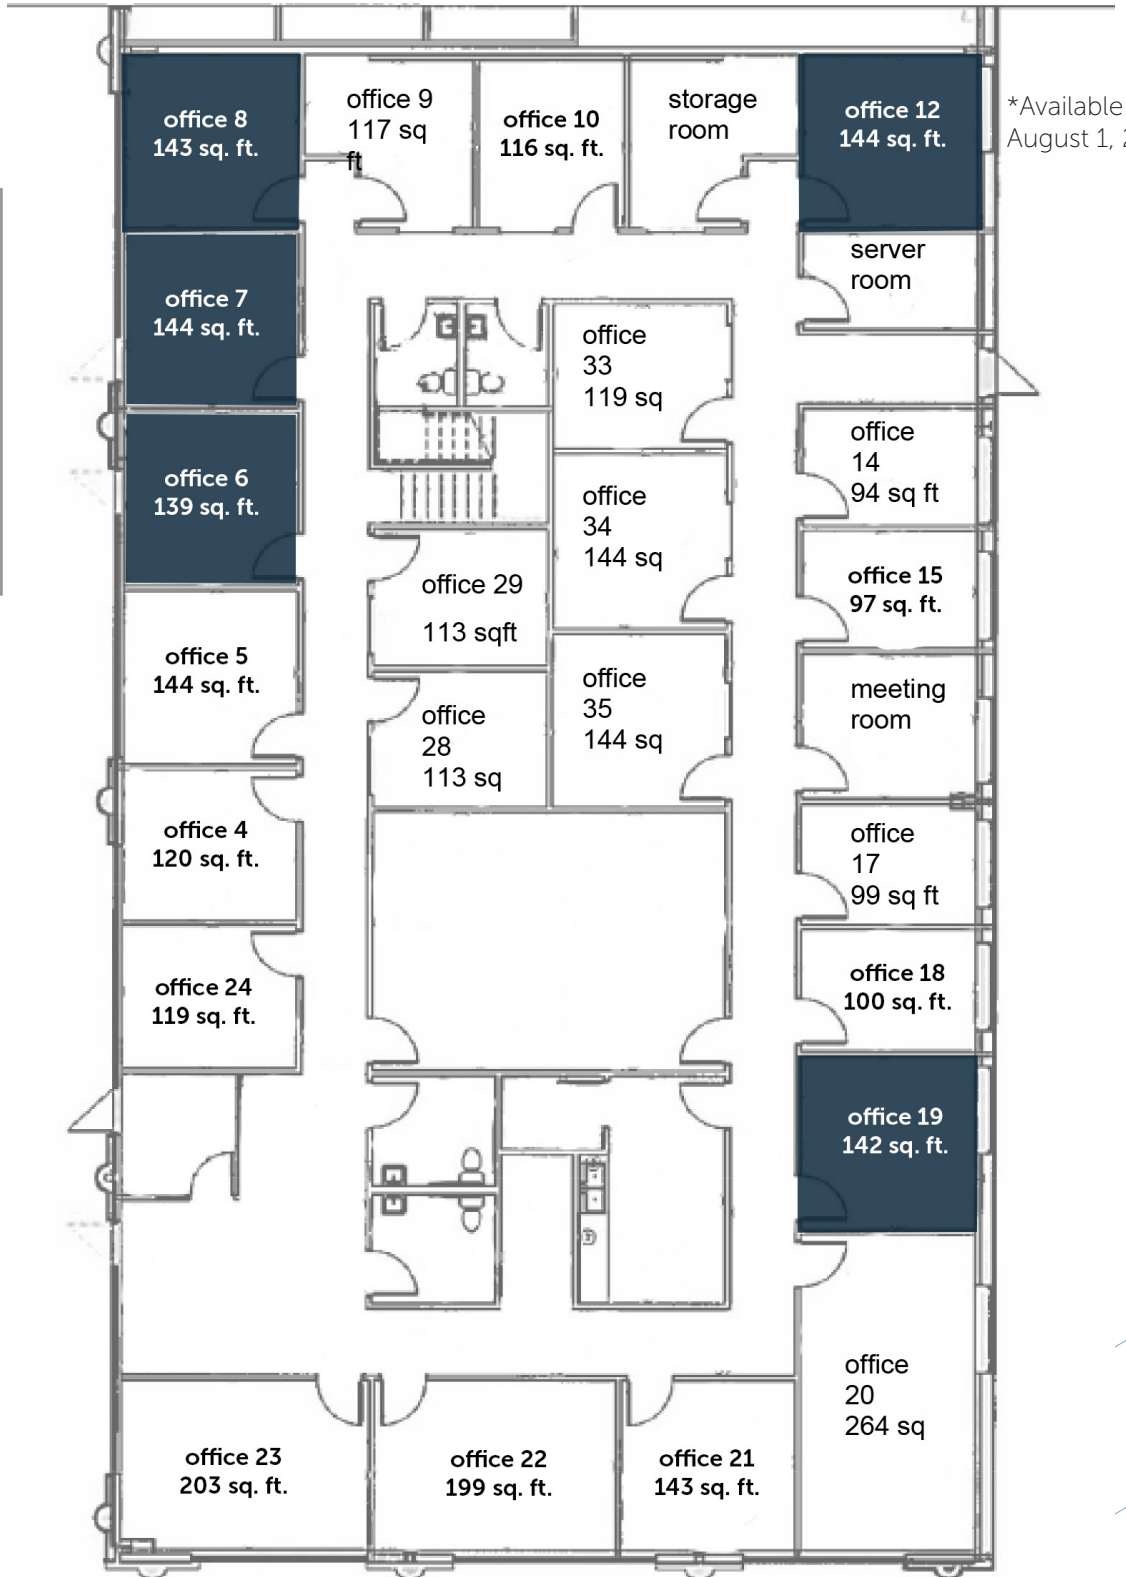 office 8
143 sq. ft.
office 9
117 sq
ft
office 10
116 sq. ft.
storage
room
office 12
144 sq. ft.
*Available
August 1,
server
room
office 7
144 sq. ft.
office
33
119 sq
office 6
139 sq. ft.
office
14
94 sq ft
office
34
144 sq
office 29
113 sqft
office 15
97 sq. ft.
office 5
144 sq. ft.
office
35
144 sq
meeting
room
office
28
113 sq
office 4
120 sq. ft.
office
17
99 sq ft
office 24
119 sq. ft.
office 18
100 sq. ft.
office 19
142 sq. ft.
office
20
264 sq
office 23
203 sq. ft.
office 22
199 sq. ft.
office 21
143 sq. ft.